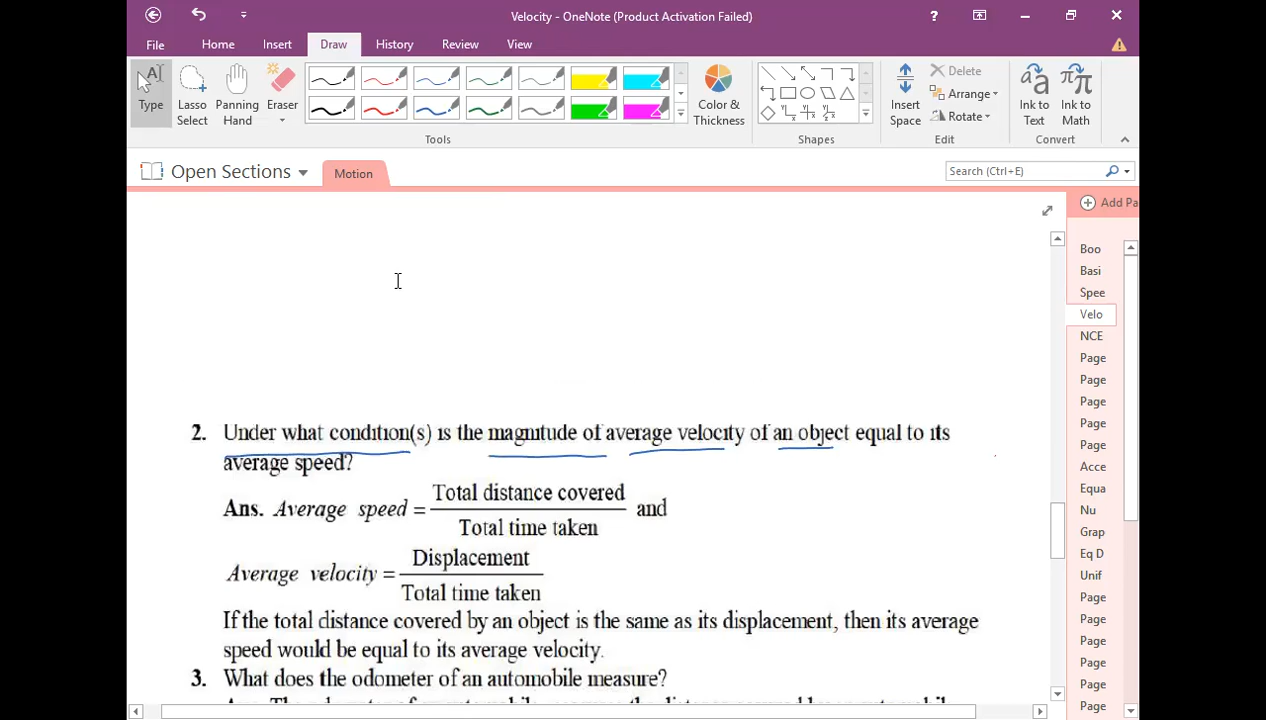 Velocity - OneNote (Product Activation Failed)
?
File Home Insert Draw History Review View
Type
Lasso Select
Panning Hand
Eraser
Color & Thickness
Insert Space
Delete
Arrange
Rotate
Ink to Text
Ink to Math
Tools Shapes Edit Convert
Open Sections Motion Search (Ctrl+E)
Add Pa
Boo
Basi
Spee
Velo
NCE
Page
Page
Page
Page
Page
Acce
Equa
Nu
Grap
Eq D
Unif
Page
Page
Page
Page
Page
Page
2. Under what condition(s) is the magnitude of average velocity of an object equal to its
average speed?
Ans. Average speed = Total distance covered / Total time taken and
Average velocity = Displacement / Total time taken
If the total distance covered by an object is the same as its displacement, then its average
speed would be equal to its average velocity.
3. What does the odometer of an automobile measure?